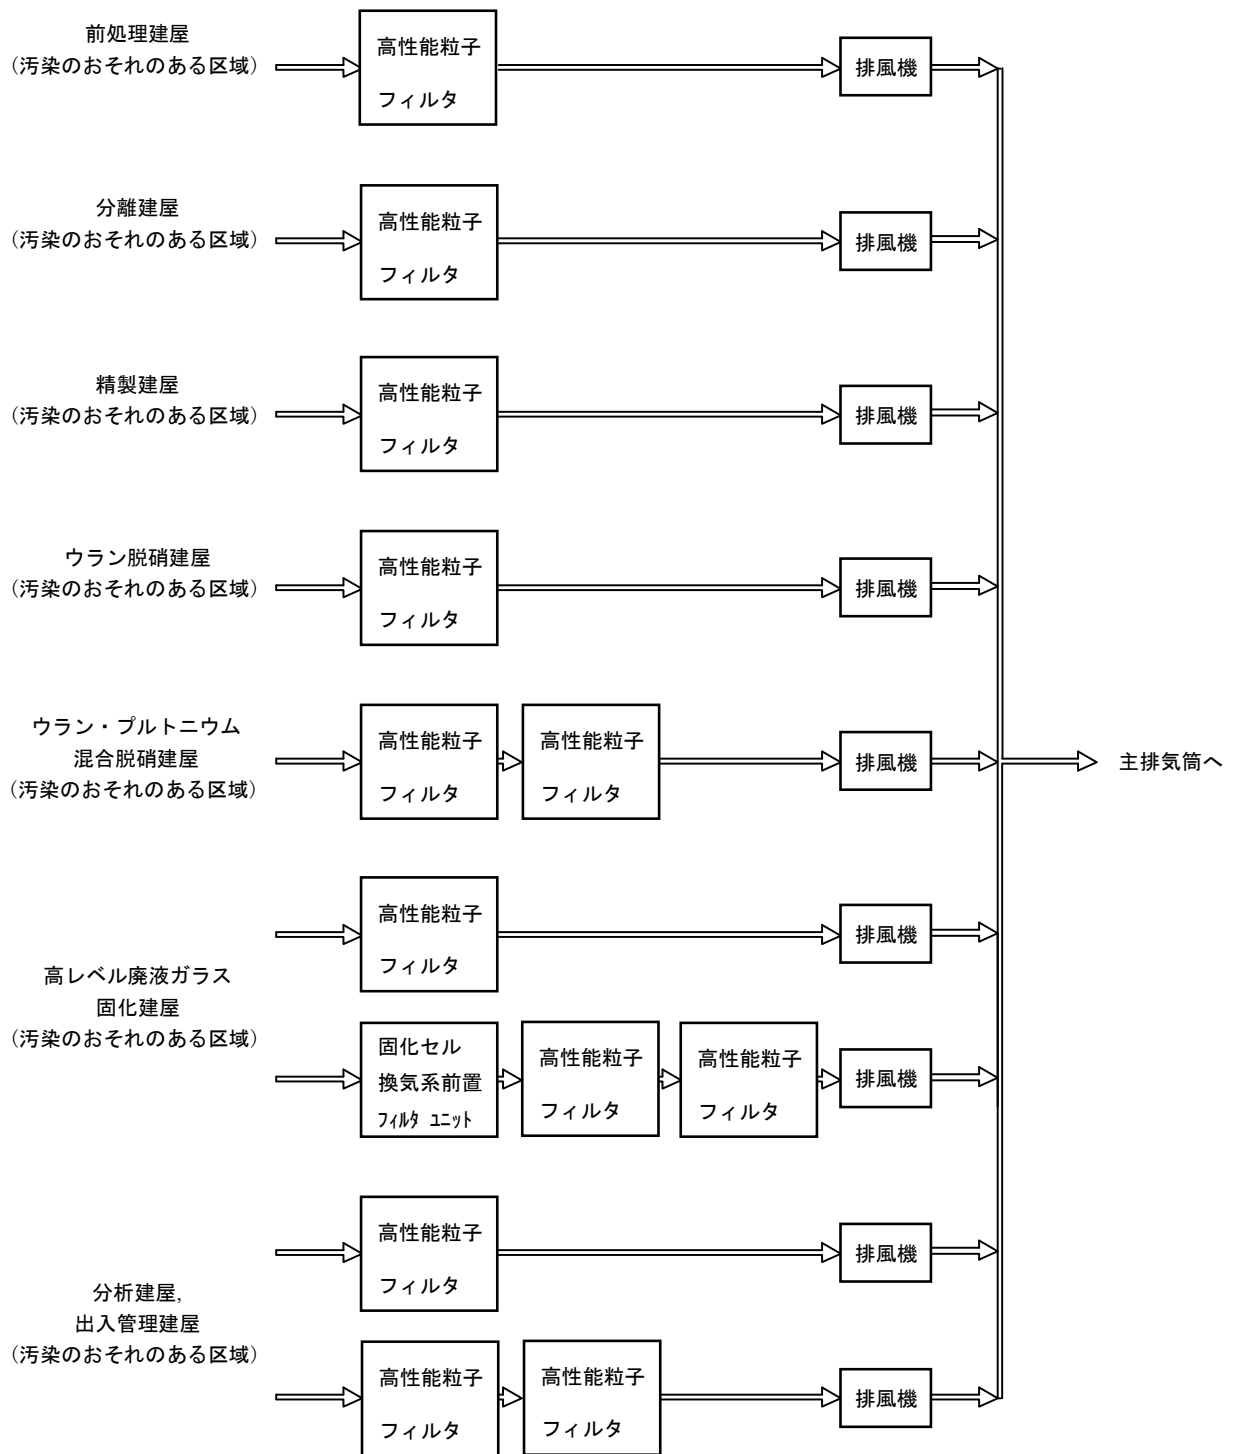 前処理建屋
(汚染のおそれのある区域)
高性能粒子
フィルタ
排風機
分離建屋
(汚染のおそれのある区域)
高性能粒子
フィルタ
排風機
精製建屋
(汚染のおそれのある区域)
高性能粒子
フィルタ
排風機
ウラン脱硝建屋
(汚染のおそれのある区域)
高性能粒子
フィルタ
排風機
ウラン・プルトニウム
混合脱硝建屋
(汚染のおそれのある区域)
高性能粒子
フィルタ
高性能粒子
フィルタ
排風機
主排気筒へ
高レベル廃液ガラス
固化建屋
(汚染のおそれのある区域)
高性能粒子
フィルタ
排風機
固化セル
換気系前置
フィルタ ユニット
高性能粒子
フィルタ
高性能粒子
フィルタ
排風機
分析建屋,
出入管理建屋
(汚染のおそれのある区域)
高性能粒子
フィルタ
排風機
高性能粒子
フィルタ
高性能粒子
フィルタ
排風機